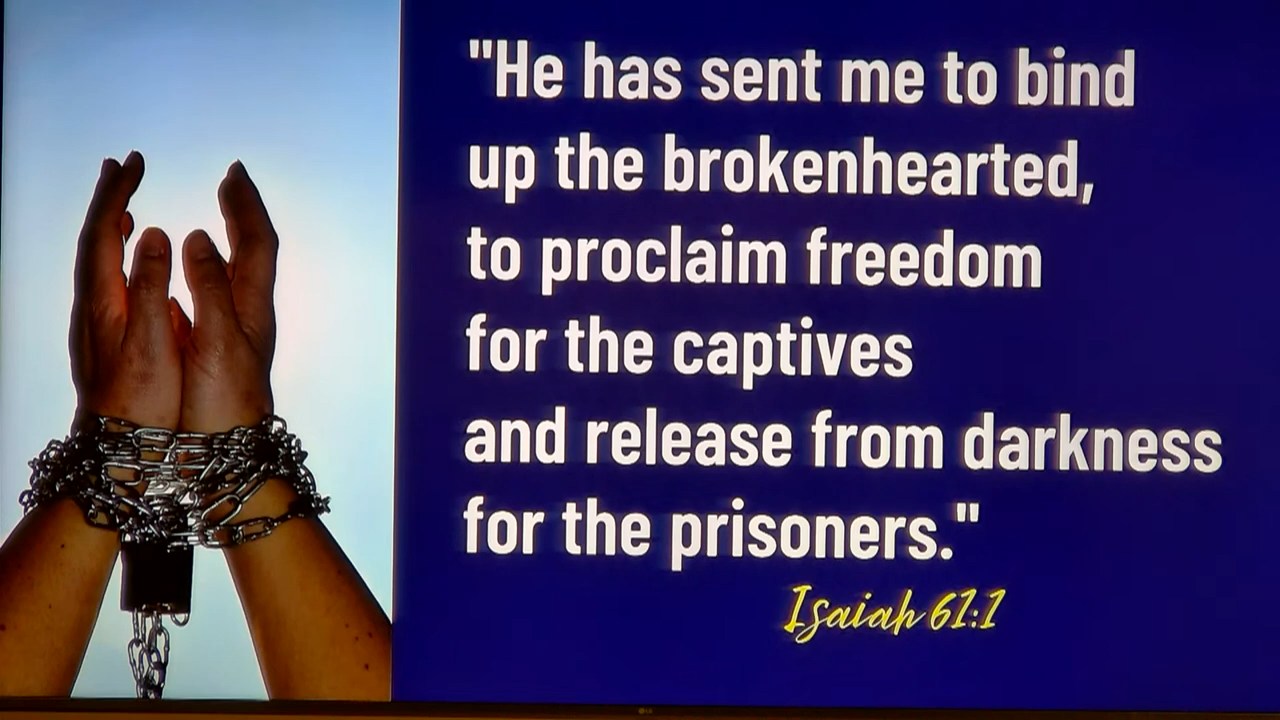 "He has sent me to bind
up the brokenhearted,
to proclaim freedom
for the captives
and release from darkness
for the prisoners."
Isaiah 61:1
LG